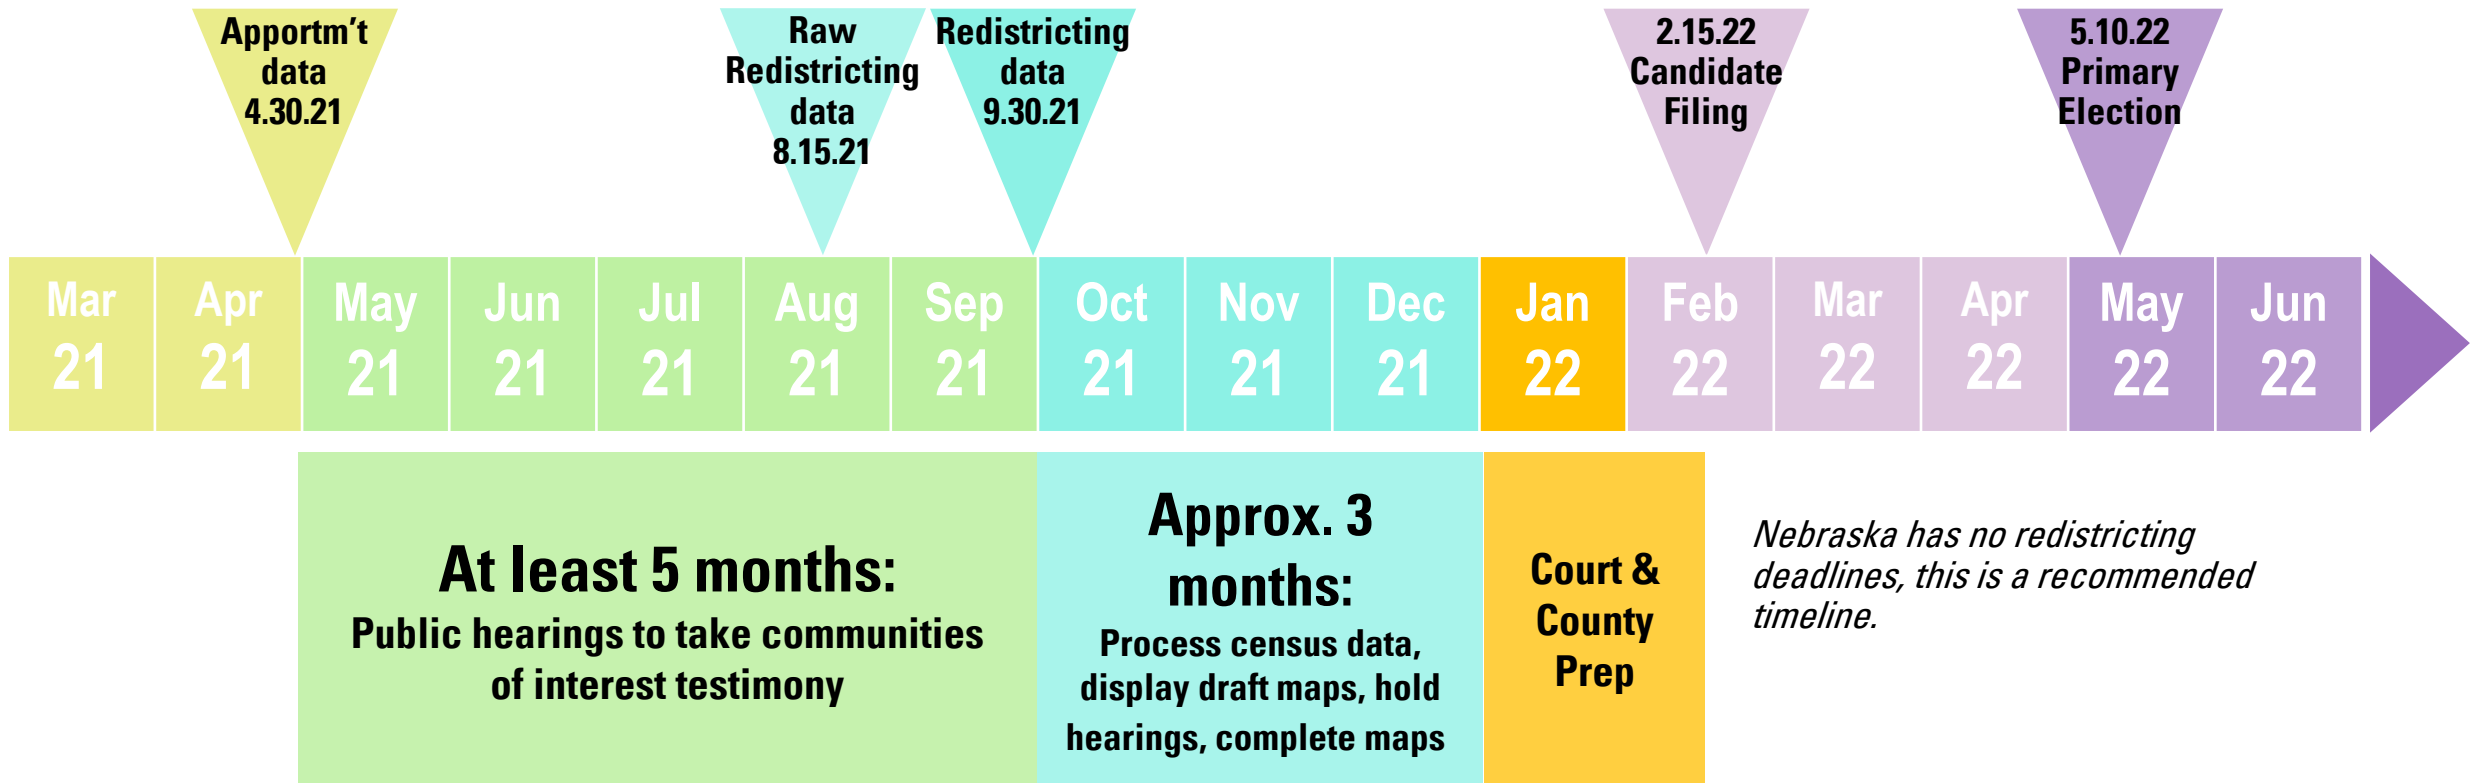 Apportm't
data
4.30.21
Raw
Redistricting
data
8.15.21
Redistricting
data
9.30.21
2.15.22
Candidate
Filing
5.10.22
Primary
Election
Mar
21
Apr
21
May
21
Jun
21
Jul
21
Aug
21
Sep
21
Oct
21
Nov
21
Dec
21
Jan
22
Feb
22
Mar
22
Apr
22
May
22
Jun
22
At least 5 months:
Public hearings to take communities
of interest testimony
Approx. 3
months:
Process census data,
display draft maps, hold
hearings, complete maps
Court &
County
Prep
Nebraska has no redistricting
deadlines, this is a recommended
timeline.